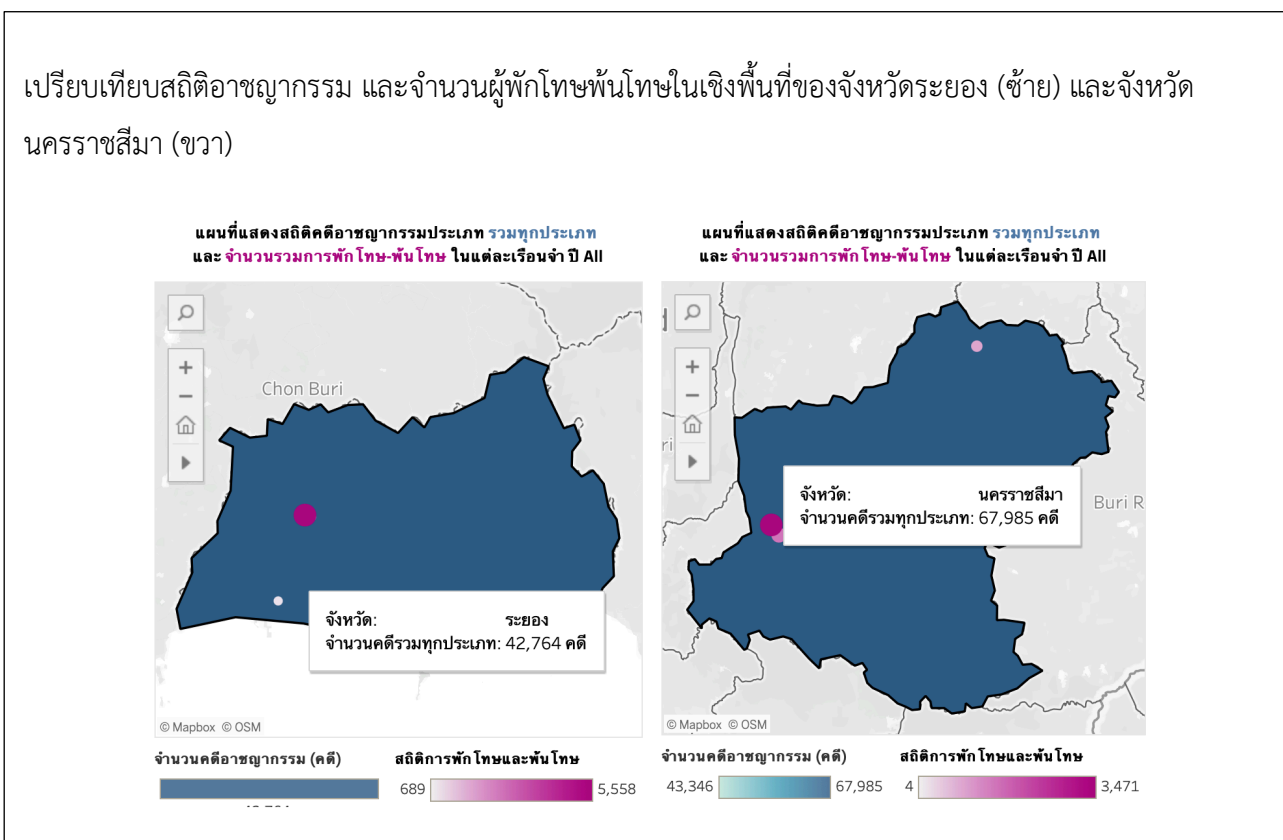 เปรียบเทียบสถิติอาชญากรรม และจำนวนผู้พักโทษพ้นโทษในเชิงพื้นที่ของจังหวัดระยอง (ซ้าย) และจังหวัด
นครราชสีมา (ขวา)
แผนที่แสดงสถิติคดีอาชญากรรมประเภท รวมทุกประเภท
และ จำนวนรวมการพักโทษ-พ้นโทษ ในแต่ละเรือนจำ ปี All
Chon Buri
จังหวัด: ระยอง
จำนวนคดีรวมทุกประเภท: 42,764 คดี
© Mapbox © OSM
จำนวนคดีอาชญากรรม (คดี)
สถิติการพักโทษและพ้นโทษ
689 5,558
แผนที่แสดงสถิติคดีอาชญากรรมประเภท รวมทุกประเภท
และ จำนวนรวมการพักโทษ-พ้นโทษ ในแต่ละเรือนจำ ปี All
จังหวัด: นครราชสีมา
จำนวนคดีรวมทุกประเภท: 67,985 คดี
Buri R
© Mapbox © OSM
จำนวนคดีอาชญากรรม (คดี)
สถิติการพักโทษและพ้นโทษ
43,346 67,985
4 3,471